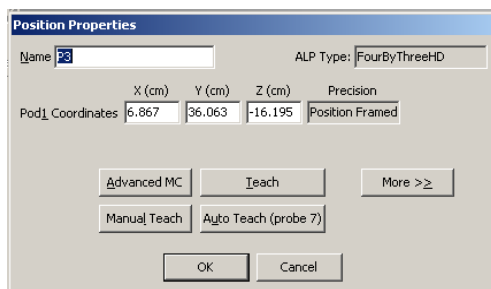 Position Properties
Name P3 ALP Type: FourByThreeHD
X (cm) Y (cm) Z (cm) Precision
Pod1 Coordinates 6.867 36.063 -16.195 Position Framed
Advanced MC Teach More >>
Manual Teach Auto Teach (probe 7)
OK Cancel